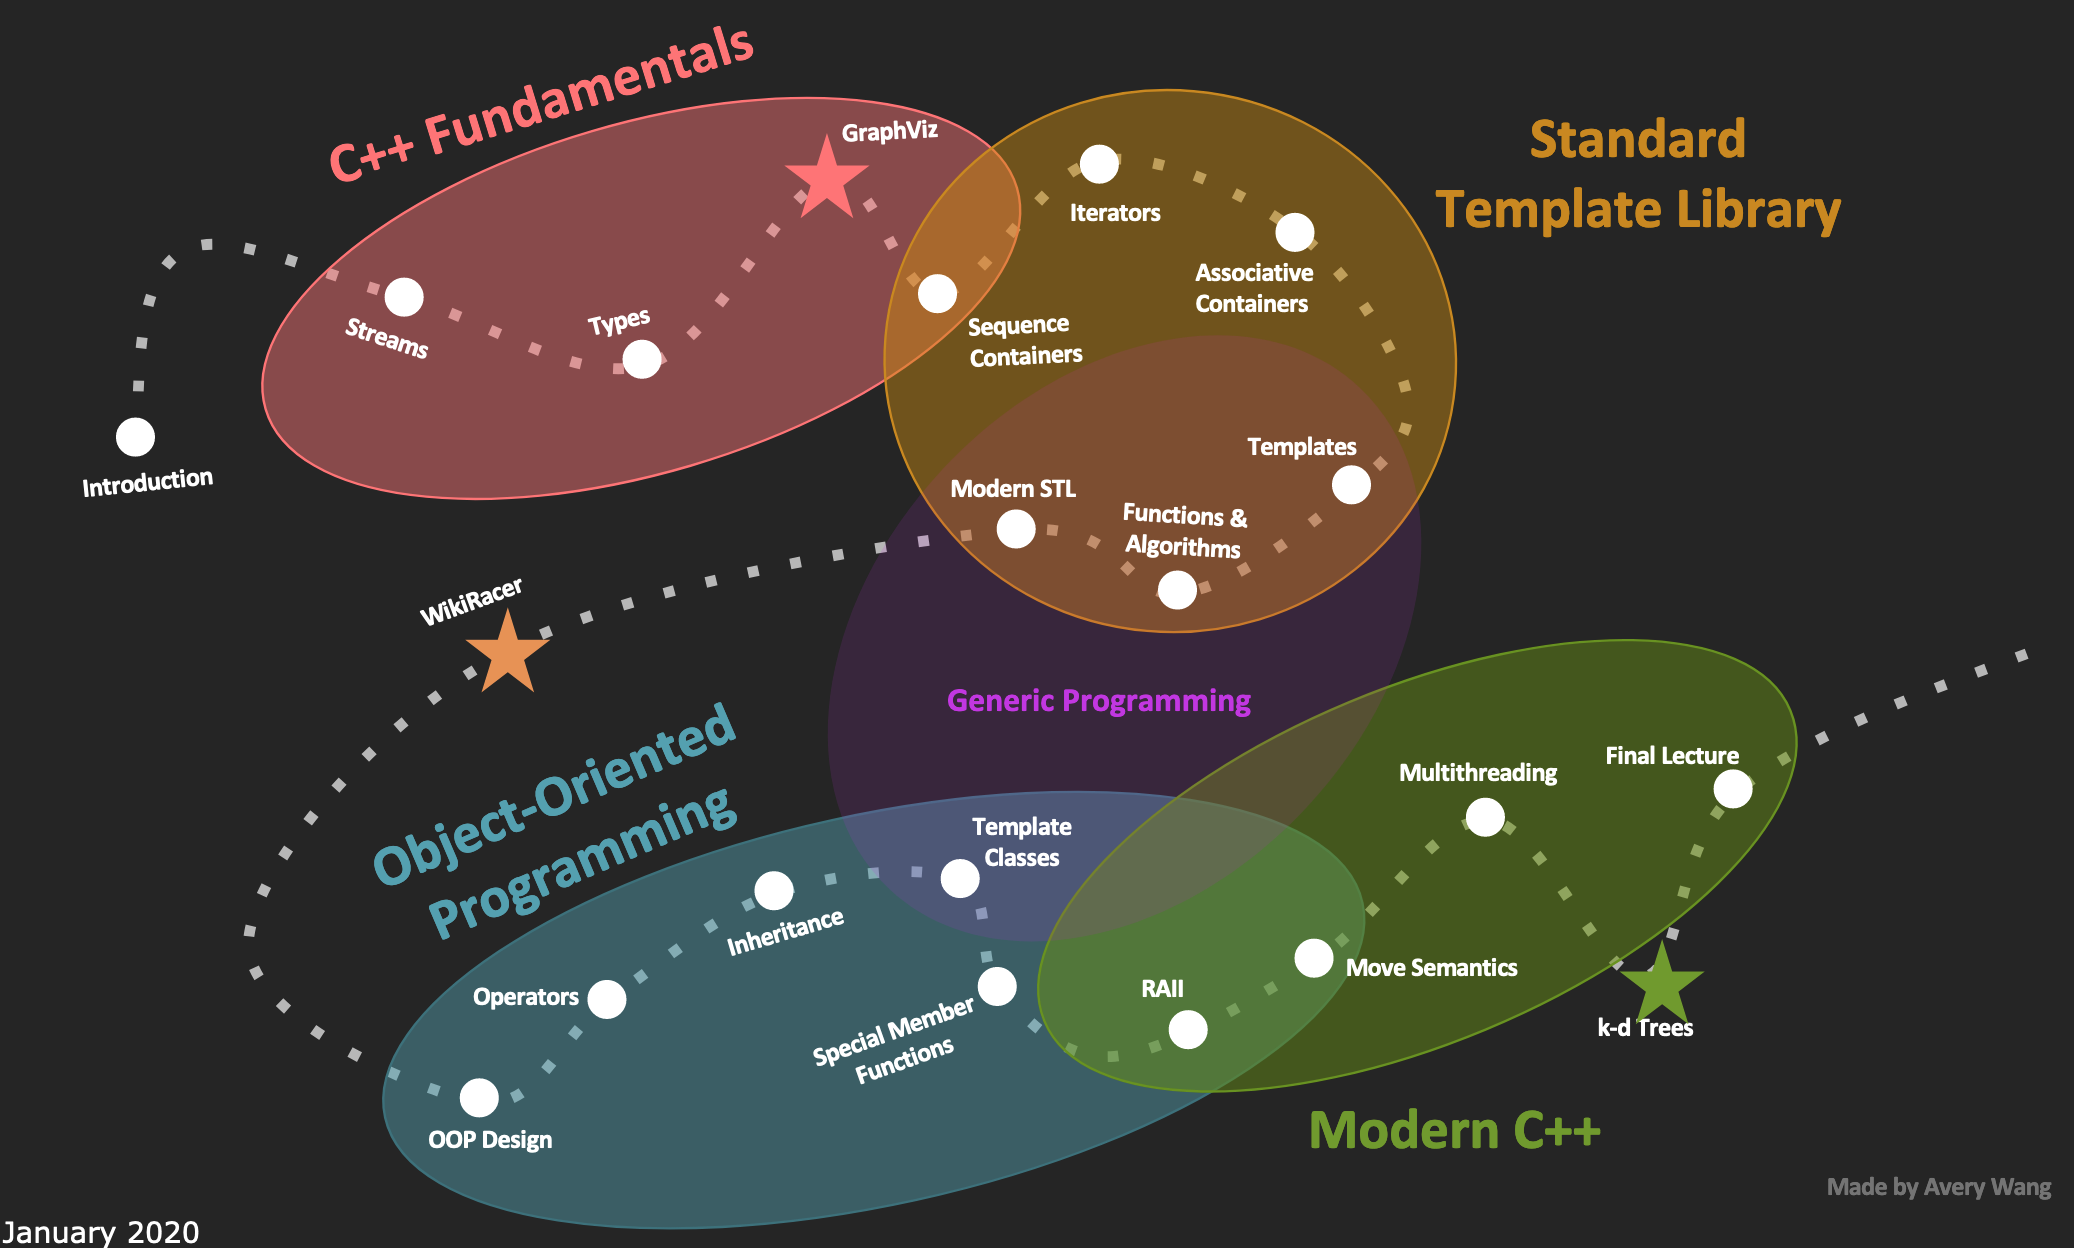 C++ Fundamentals
GraphViz
Standard
Template Library
Iterators
Associative
Containers
Streams
Types
Sequence
Containers
Introduction
Templates
Modern STL
Functions &
Algorithms
WikiRacer
Generic Programming
Object-Oriented
Programming
Template
Classes
Multithreading
Final Lecture
Inheritance
Operators
Special Member
Functions
RAII
Move Semantics
k-d Trees
OOP Design
Modern C++
Made by Avery Wang
January 2020